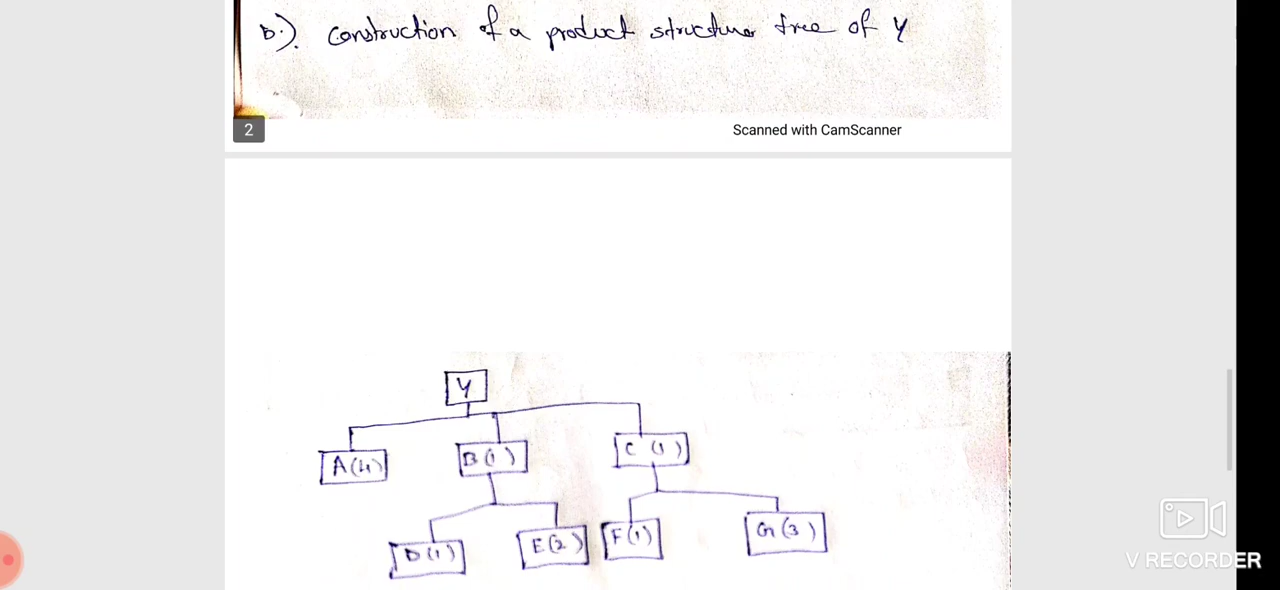 b.). construction of a product structure tree of Y
2
Scanned with CamScanner
Y
A(4) B(1) C (1)
D(1) E(2) F(1) G(3)
V RECORDER